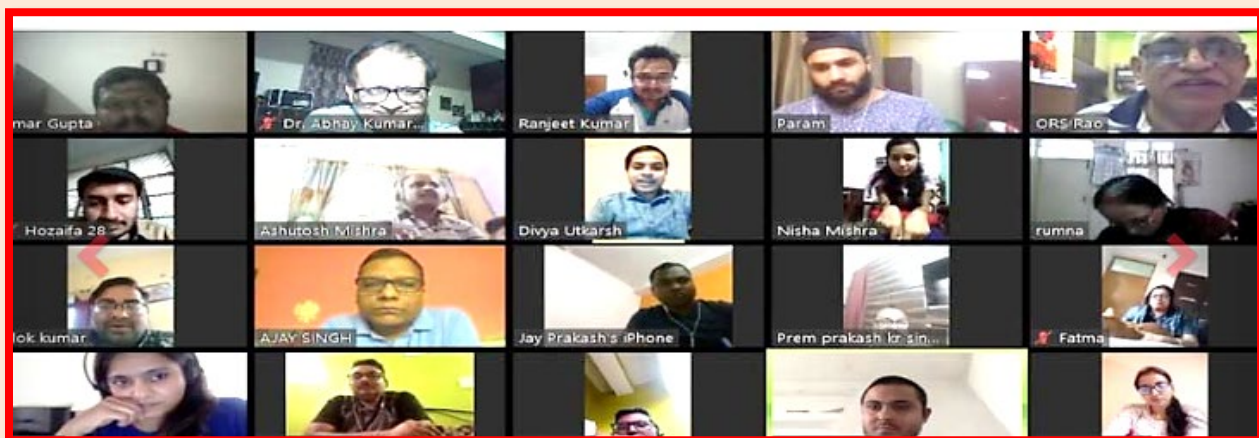 mar Gupta
Dr. Abhay Kumar...
Ranjeet Kumar
Param
ORS Rao
Hozaifa 28
Ashutosh Mishra
Divya Utkarsh
Nisha Mishra
rumna
lok kumar
AJAY SINGH
Jay Prakash's iPhone
Prem prakash kr sin...
Fatma